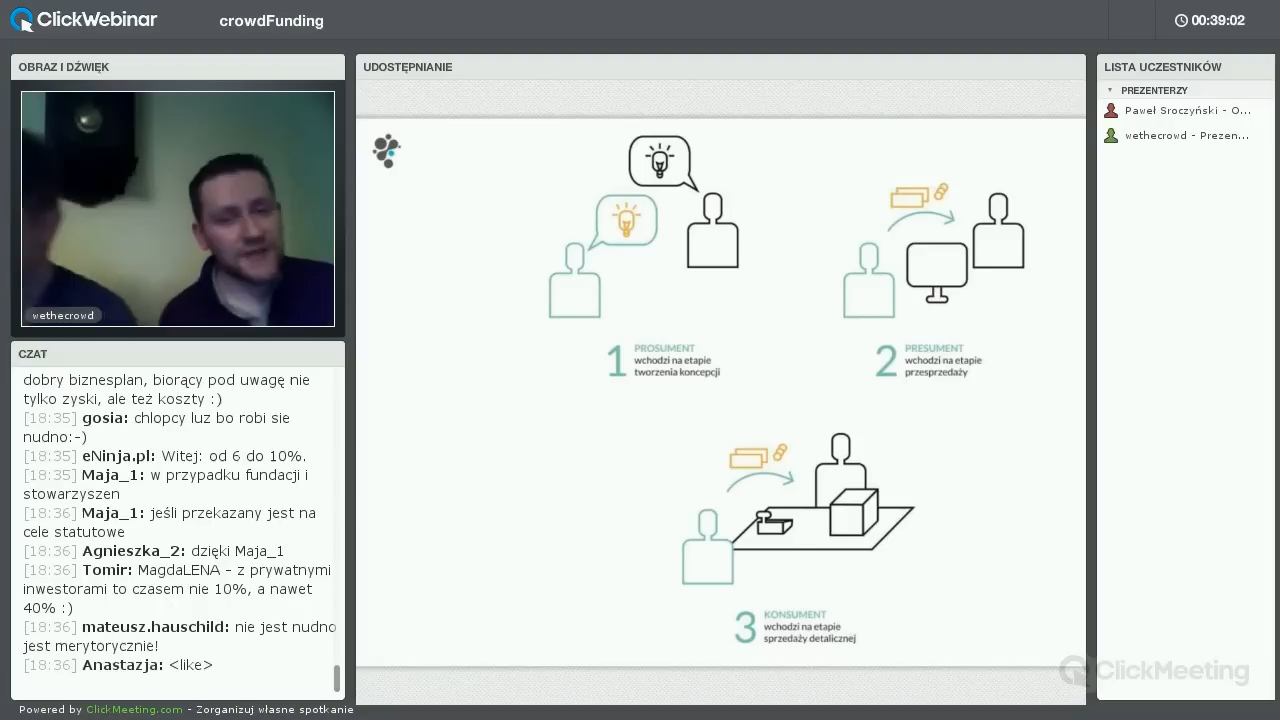 ClickWebinar
crowdFunding
00:39:02
OBRAZ I DŹWIĘK
wethecrowd
CZAT
dobry biznesplan, biorący pod uwagę nie
tylko zyski, ale też koszty :)
[18:35] gosia: chlopcy luz bo robi sie
nudno:-)
[18:35] eNinja.pl: Witej: od 6 do 10%.
[18:35] Maja_1: w przypadku fundacji i
stowarzyszen
[18:36] Maja_1: jeśli przekazany jest na
cele statutowe
[18:36] Agnieszka_2: dzięki Maja_1
[18:36] Tomir: MagdaLENA - z prywatnymi
inwestorami to czasem nie 10%, a nawet
40% :)
[18:36] mateusz.hauschild: nie jest nudno
jest merytorycznie!
[18:36] Anastazja: <like>
Powered by ClickMeeting.com - Zorganizuj własne spotkanie
UDOSTĘPNIANIE
1 PROSUMENT
wchodzi na etapie
tworzenia koncepcji
2 PRESUMENT
wchodzi na etapie
przesprzedaży
3 KONSUMENT
wchodzi na etapie
sprzedaży detalicznej
LISTA UCZESTNIKÓW
PREZENTERZY
Paweł Sroczyński - O...
wethecrowd - Prezen...
ClickMeeting